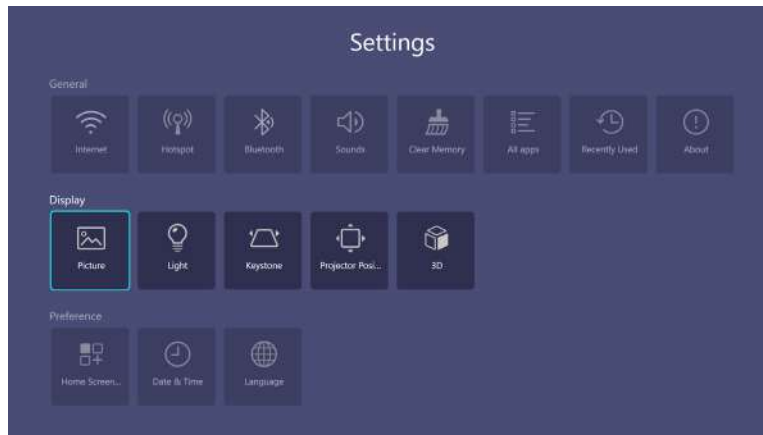 Settings
General
Internet Hotspot Bluetooth Sounds Clear Memory All apps Recently Used About
Display
Picture Light Keystone Projector Posi... 3D
Preference
Home Screen... Date & Time Language